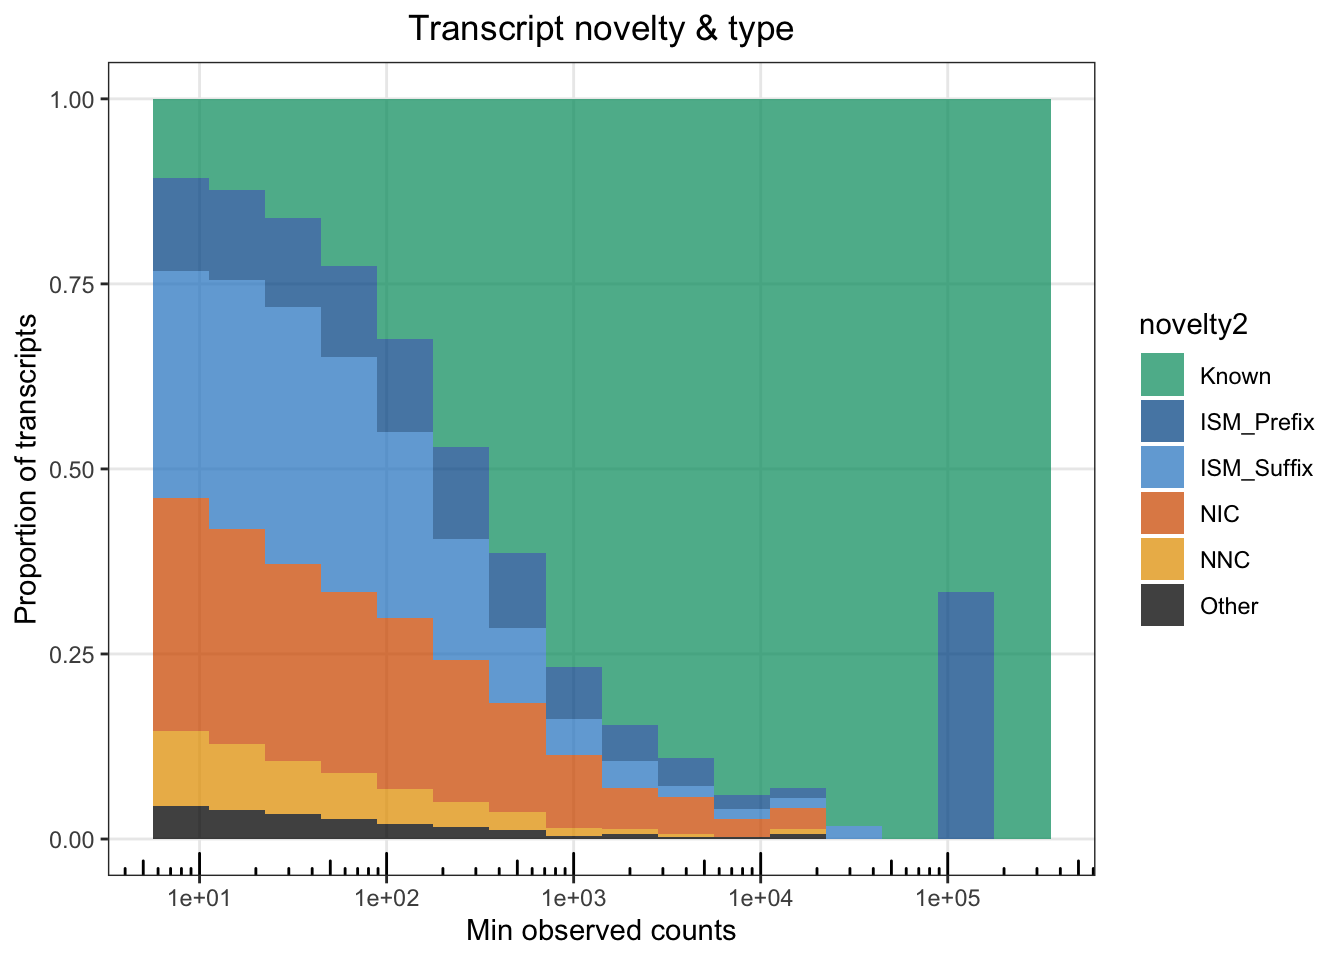 Transcript novelty & type
Proportion of transcripts
1.00
0.75
0.50
0.25
0.00
1e+01
1e+02
1e+03
1e+04
1e+05
Min observed counts
novelty2
Known
ISM_Prefix
ISM_Suffix
NIC
NNC
Other